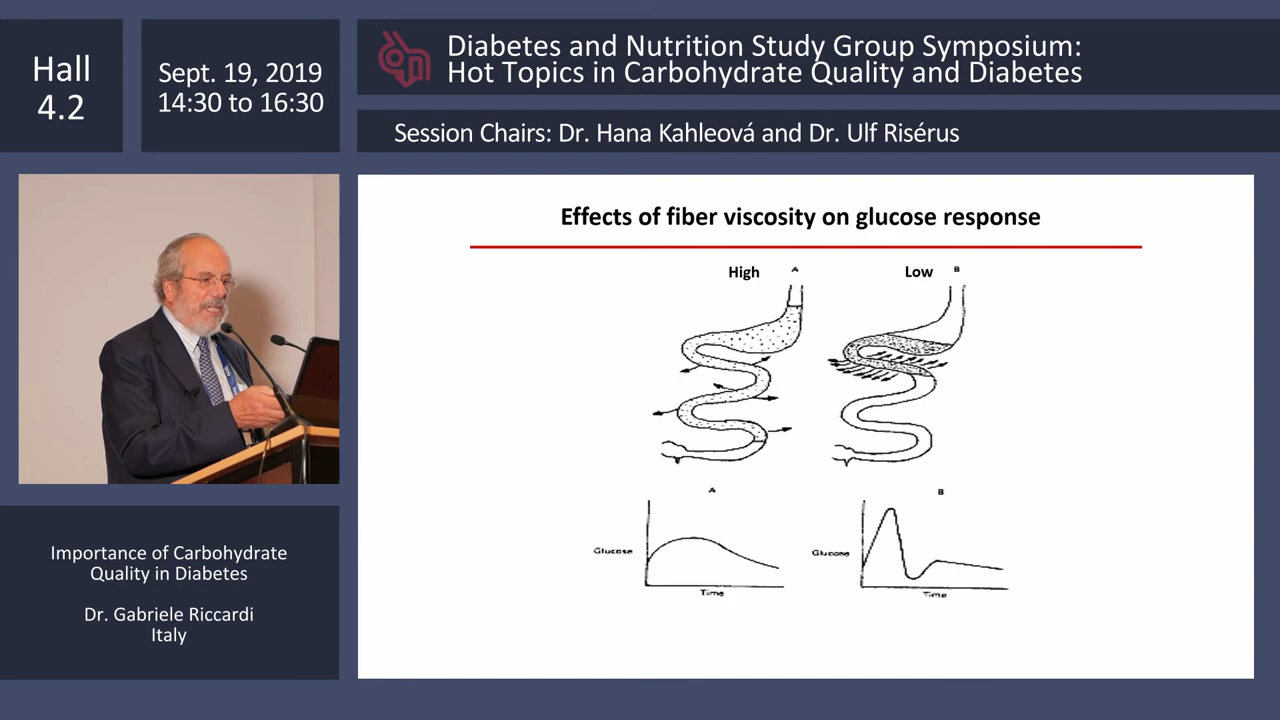 Hall
4.2
Sept. 19, 2019
14:30 to 16:30
Diabetes and Nutrition Study Group Symposium:
Hot Topics in Carbohydrate Quality and Diabetes
Session Chairs: Dr. Hana Kahleová and Dr. Ulf Risérus
Effects of fiber viscosity on glucose response
High A Low B
A B
Glucose Glucose
Time Time
Importance of Carbohydrate
Quality in Diabetes
Dr. Gabriele Riccardi
Italy